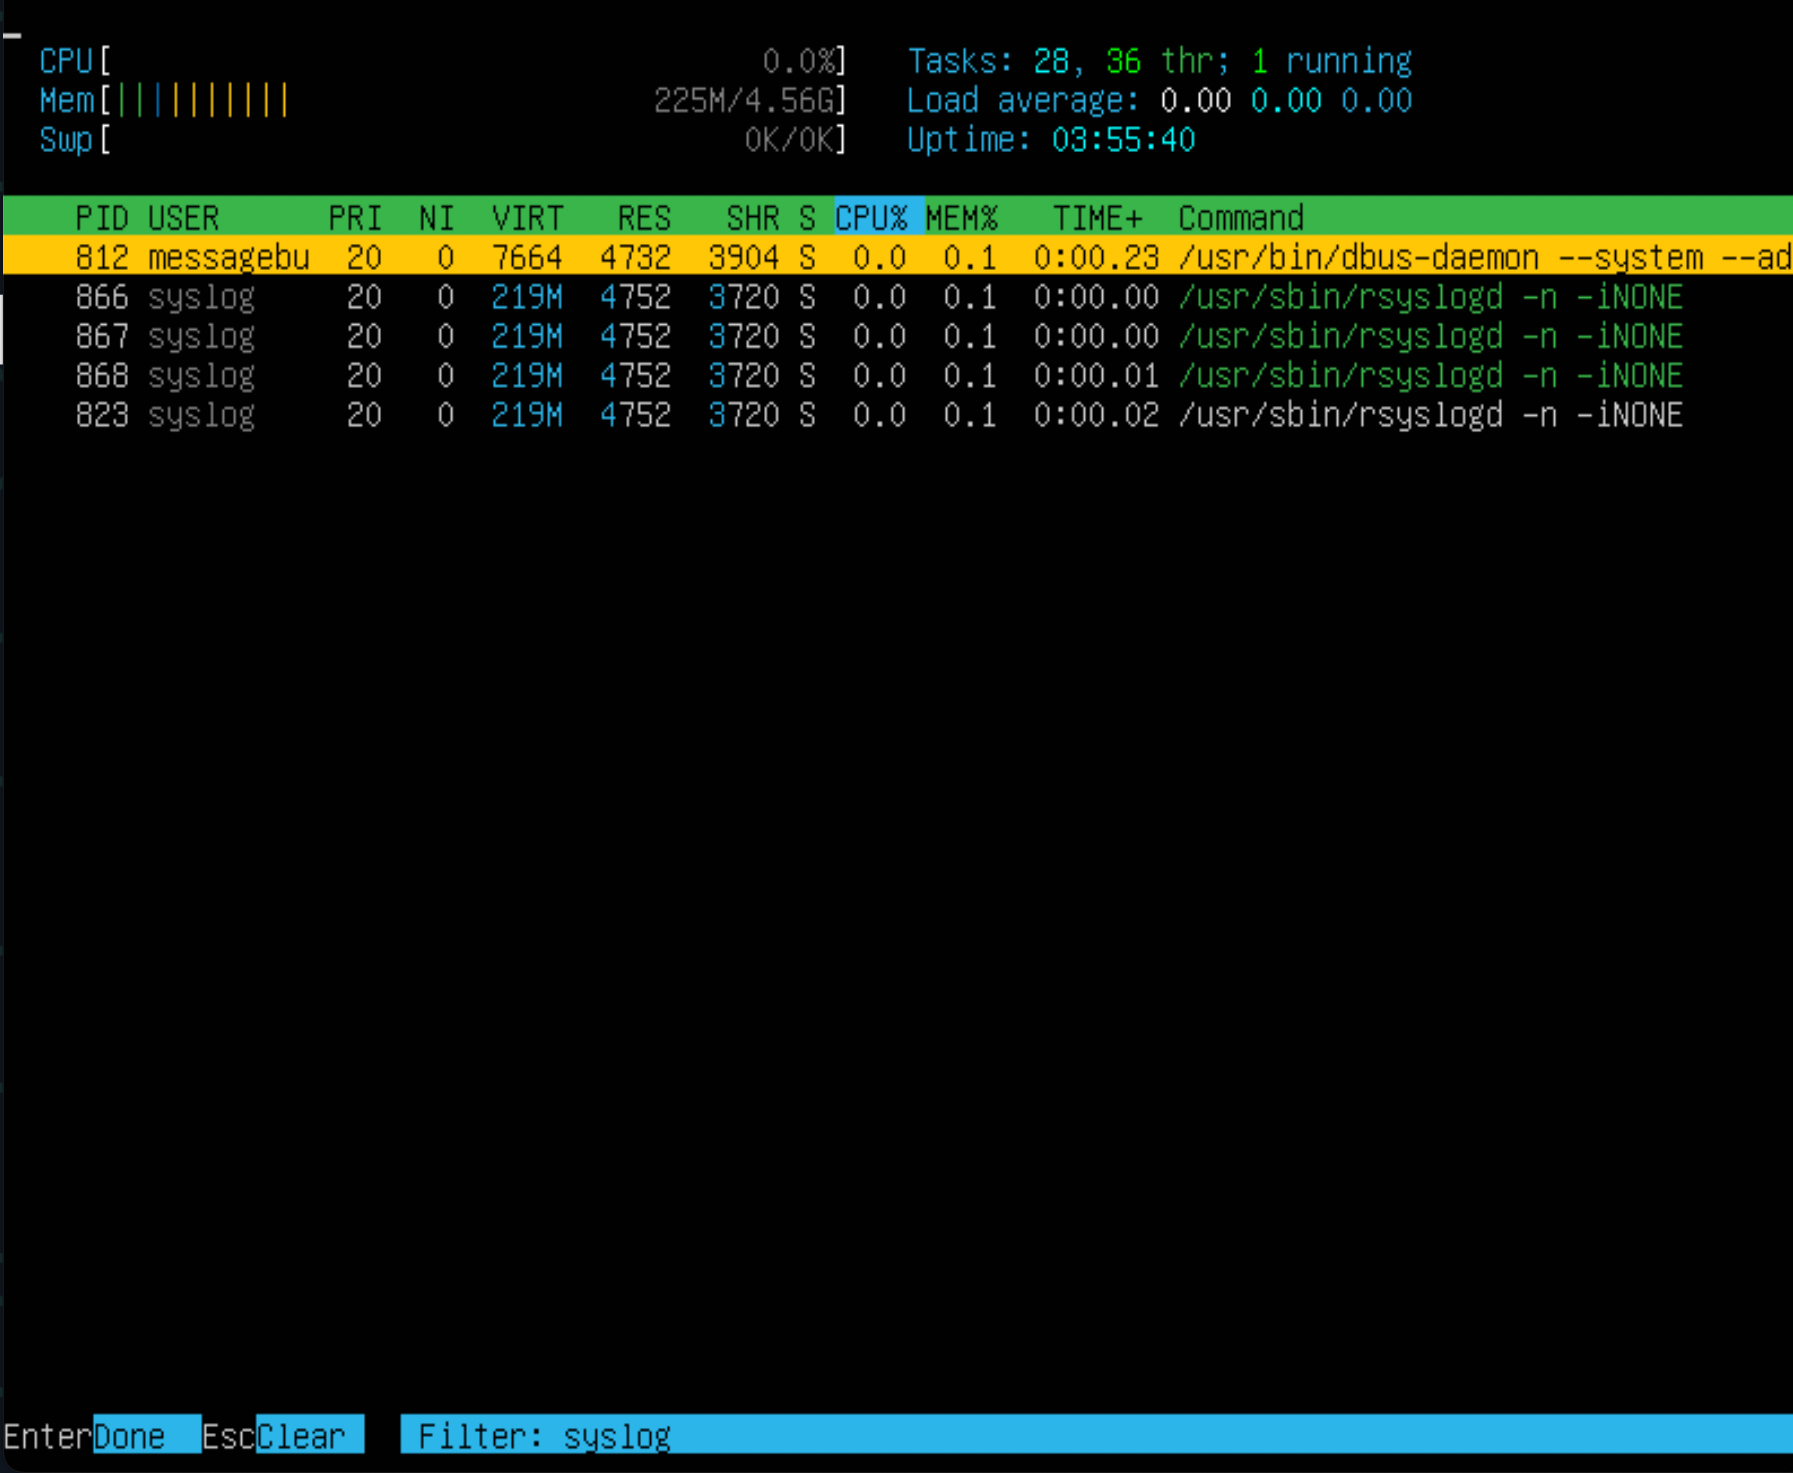 CPU[ 0.0%] Tasks: 28, 36 thr; 1 running
Mem[|||||||||| 225M/4.56G] Load average: 0.00 0.00 0.00
Swp[ 0K/0K] Uptime: 03:55:40
PID USER PRI NI VIRT RES SHR S CPU% MEM% TIME+ Command
812 messagebu 20 0 7664 4732 3904 S 0.0 0.1 0:00.23 /usr/bin/dbus-daemon --system --ad
866 syslog 20 0 219M 4752 3720 S 0.0 0.1 0:00.00 /usr/sbin/rsyslogd -n -iNONE
867 syslog 20 0 219M 4752 3720 S 0.0 0.1 0:00.00 /usr/sbin/rsyslogd -n -iNONE
868 syslog 20 0 219M 4752 3720 S 0.0 0.1 0:00.01 /usr/sbin/rsyslogd -n -iNONE
823 syslog 20 0 219M 4752 3720 S 0.0 0.1 0:00.02 /usr/sbin/rsyslogd -n -iNONE
EnterDone EscClear Filter: syslog